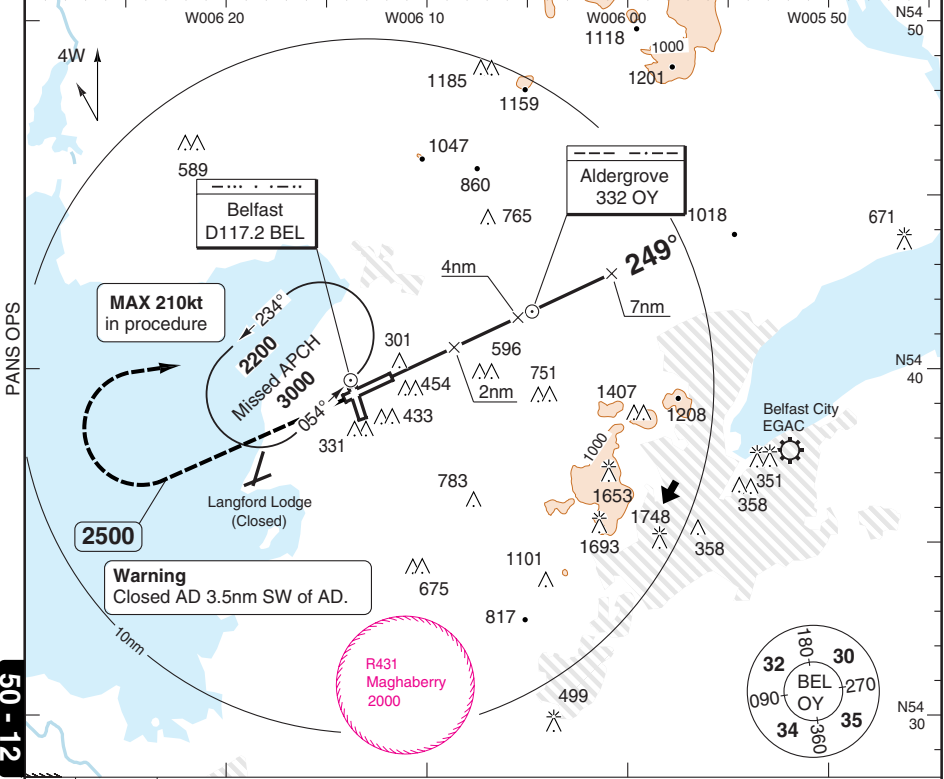 W006 20
W006 10
W006 00
W005 50
N54
50
4W
1118
1000
1201
1185
1159
589
1047
860
Aldergrove
332 OY
Belfast
D117.2 BEL
765
1018
671
4nm
249°
7nm
MAX 210kt
in procedure
PANS OPS
234°
2200
Missed APCH
3000
054°
301
596
454
433
331
2nm
751
N54
40
1407
1208
Belfast City
EGAC
1000
351
358
1653
783
1748
Langford Lodge
(Closed)
1693
358
2500
Warning
Closed AD 3.5nm SW of AD.
1101
675
817
10nm
R431
Maghaberry
2000
499
180
32
30
BEL
OY
090
270
34
35
360
N54
30
50 - 12